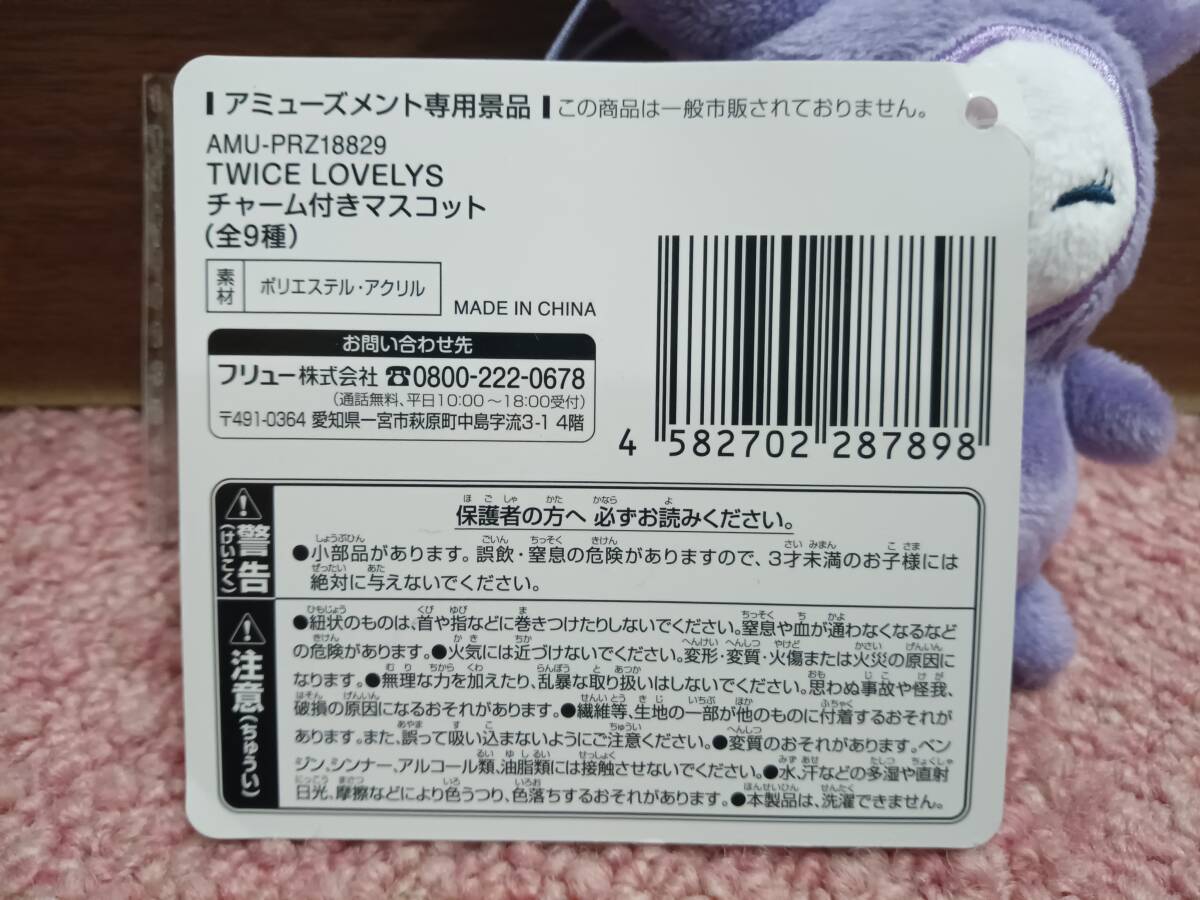 アミューズメント専用景品 この商品は一般市販されておりません。
AMU-PRZ18829
TWICE LOVELYS
チャーム付きマスコット
(全9種)
素材 ポリエステル・アクリル
MADE IN CHINA
お問い合わせ先
フリュー株式会社 ☎0800-222-0678
(通話無料、平日10:00～18:00受付)
〒491-0364 愛知県一宮市萩原町中島字流3-1 4階
4 582702 287898
警告(けいこく)
保護者の方へ 必ずお読みください。
●小部品があります。誤飲・窒息の危険がありますので、3才未満のお子様には
絶対に与えないでください。
注意(ちゅうい)
●紐状のものは、首や指などに巻きつけたりしないでください。窒息や血が通わなくなるなど
の危険があります。●火気には近づけないでください。変形・変質・火傷または火災の原因に
なります。●無理な力を加えたり、乱暴な取り扱いはしないでください。思わぬ事故や怪我、
破損の原因になるおそれがあります。●繊維等、生地の一部が他のものに付着するおそれが
あります。また、誤って吸い込まないようにご注意ください。●変質のおそれがあります。ベン
ジン、シンナー、アルコール類、油脂類には接触させないでください。●水、汗などの多湿や直射
日光、摩擦などにより色うつり、色落ちするおそれがあります。●本製品は、洗濯できません。